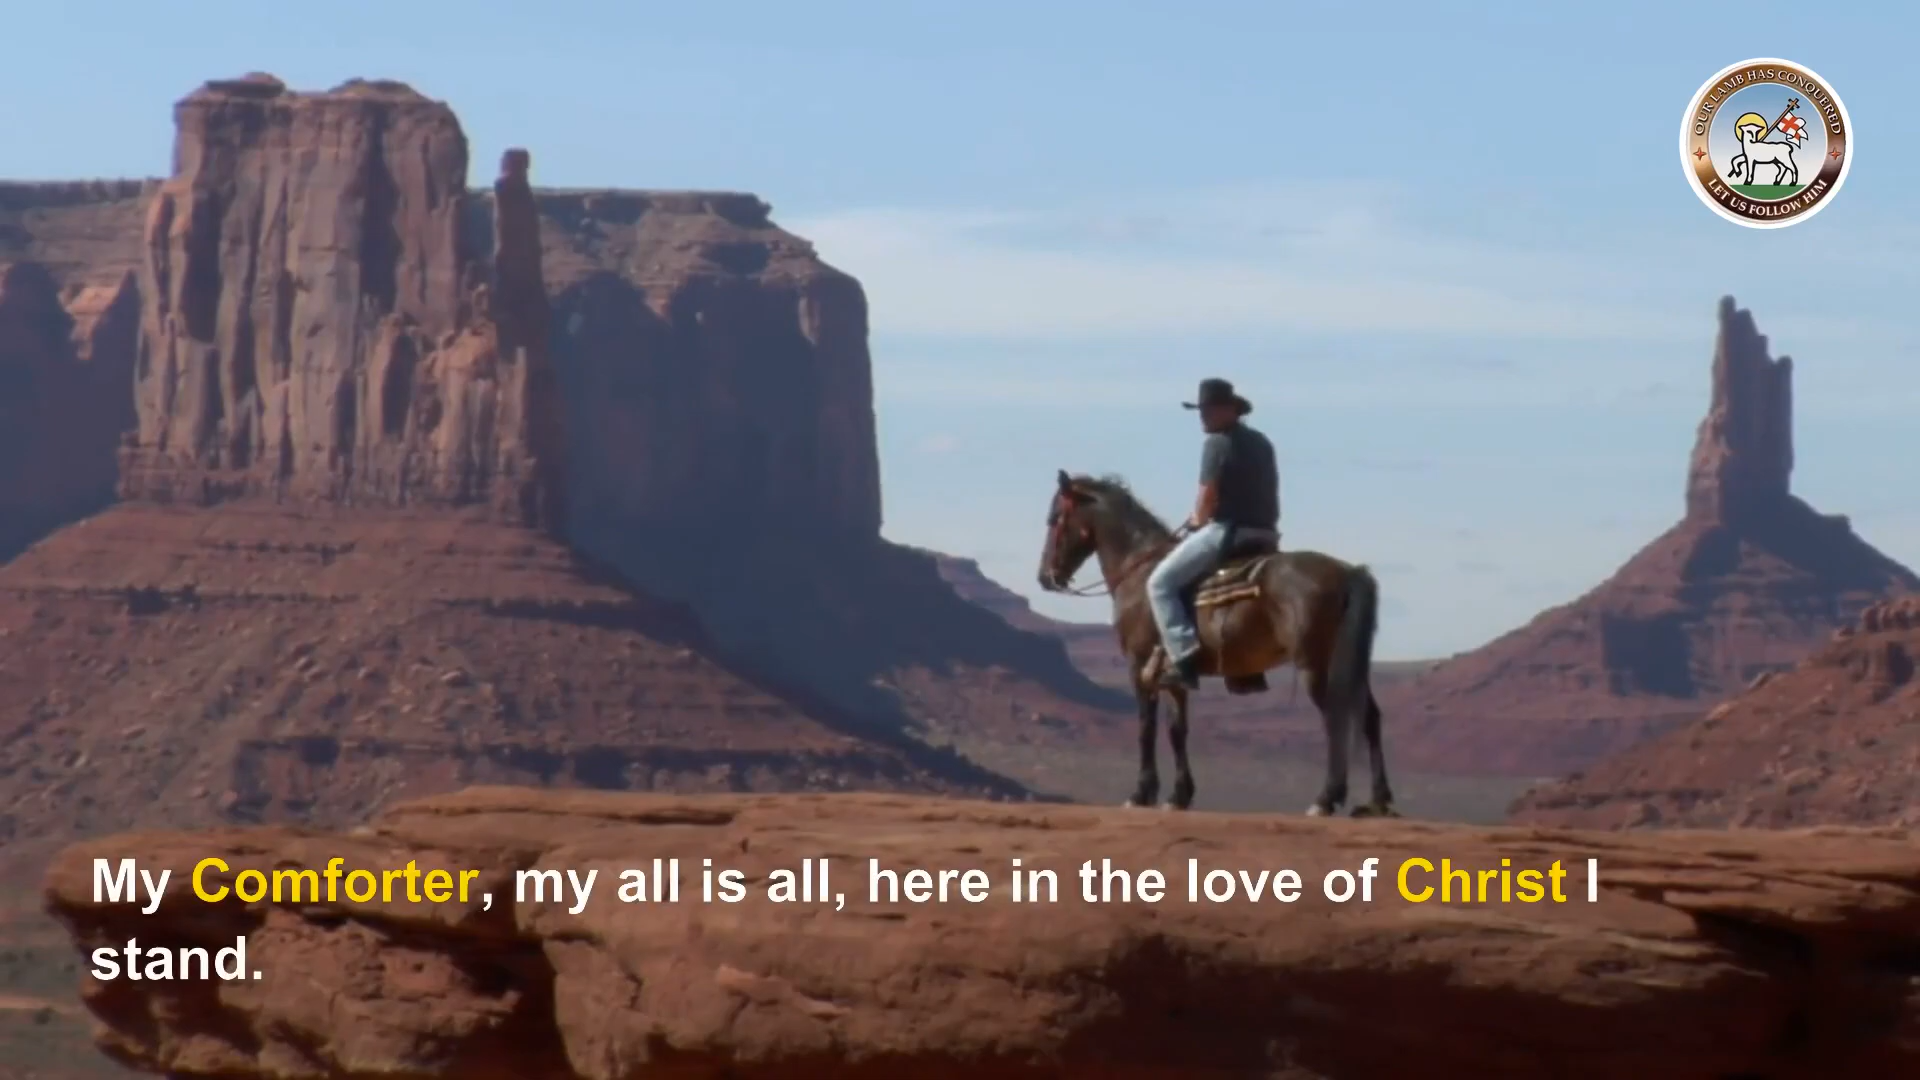 OUR LAMB HAS CONQUERED
LET US FOLLOW HIM
My Comforter, my all is all, here in the love of Christ I
stand.